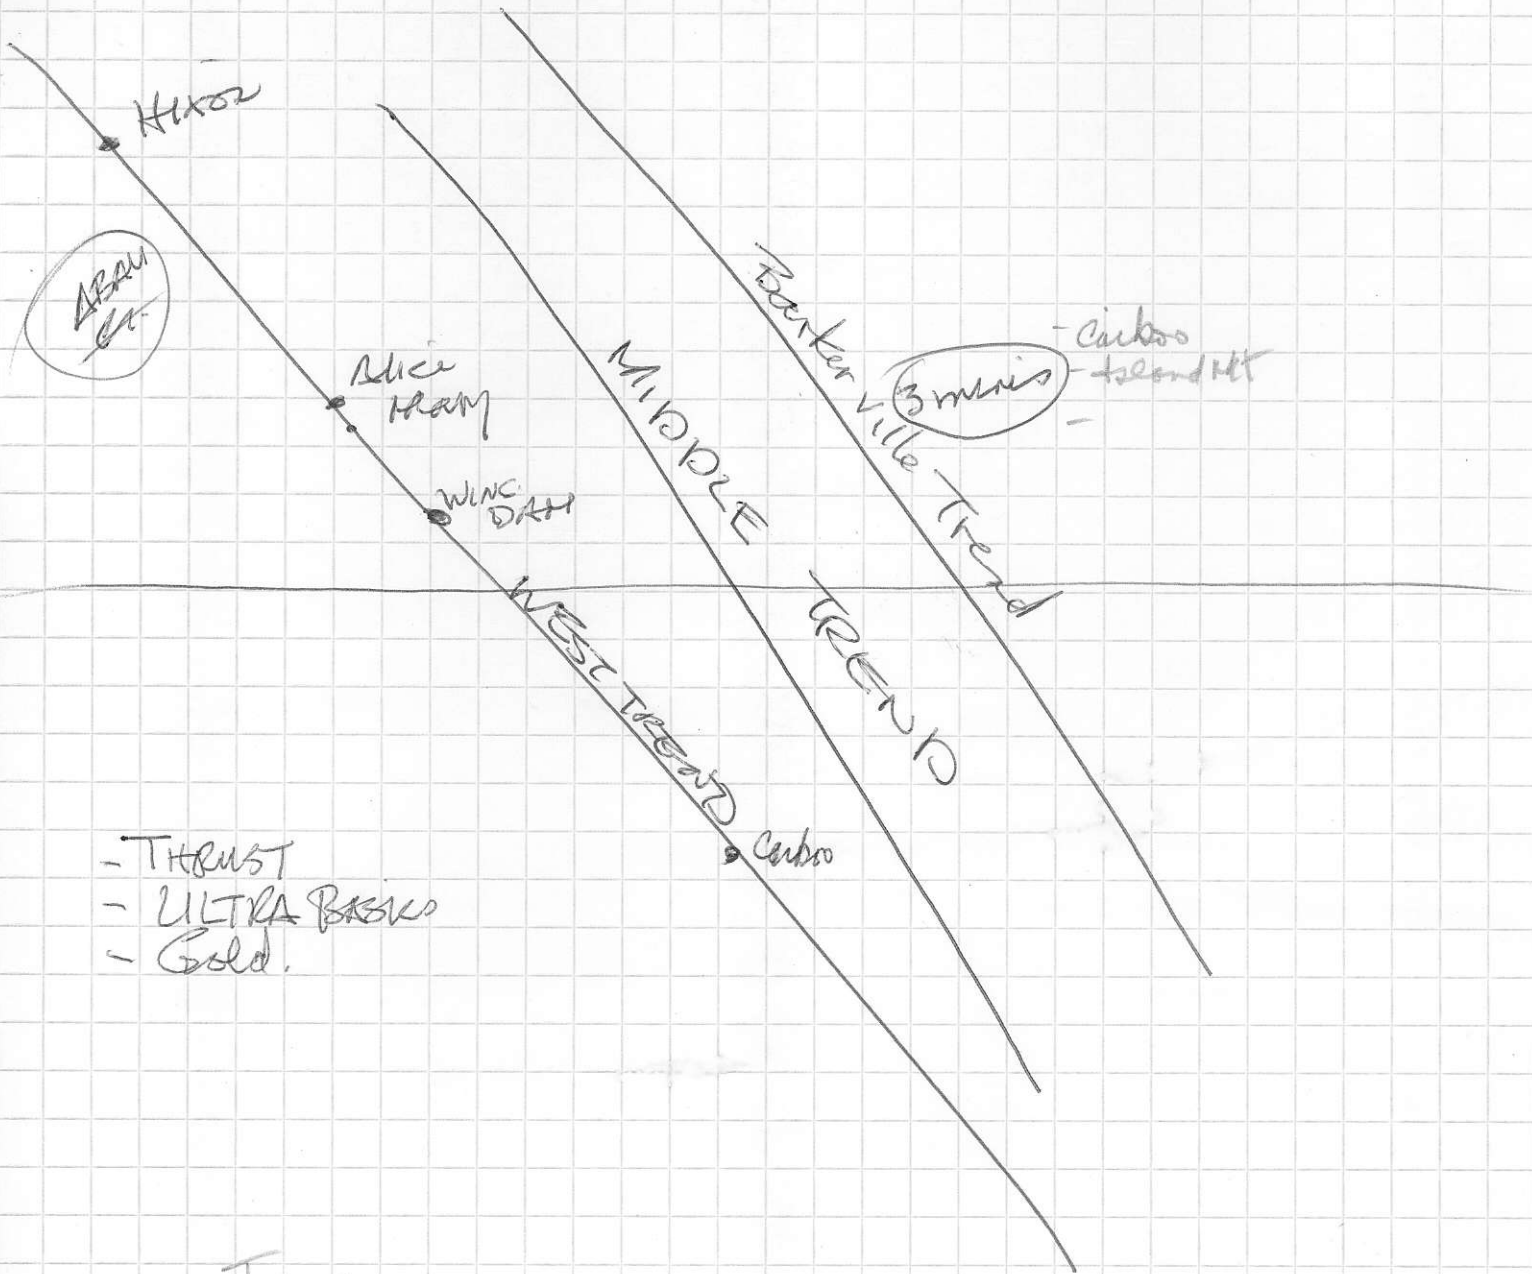 HIXON
Alice
WING
DAM
MIDDLE TREND
Barkerville Trend
3 mines
- Cariboo
- Island Mt
-
WEST TREND
Cariboo
- THRUST
- ULTRA BASICS
- Gold.